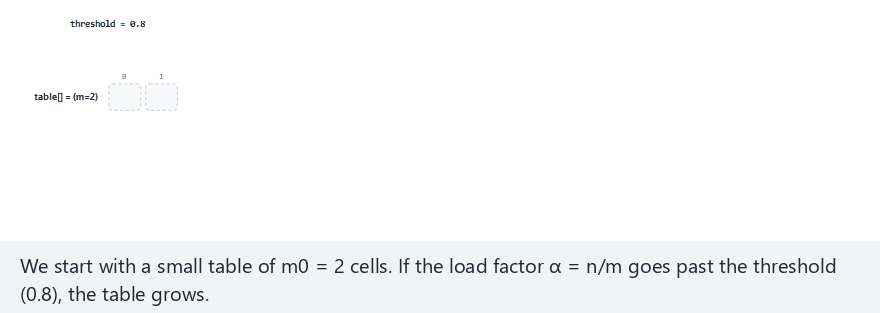 threshold = 0.8
0 1
table[] = (m=2)
We start with a small table of m0 = 2 cells. If the load factor α = n/m goes past the threshold
(0.8), the table grows.